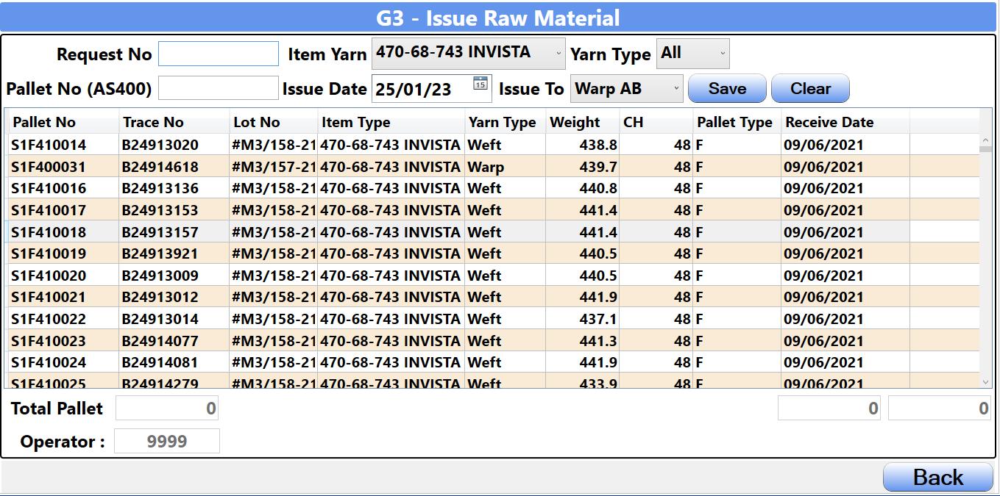 G3 - Issue Raw Material
Request No Item Yarn 470-68-743 INVISTA Yarn Type All
Pallet No (AS400) Issue Date 25/01/23 15 Issue To Warp AB Save Clear
Pallet No Trace No Lot No Item Type Yarn Type Weight CH Pallet Type Receive Date
S1F410014 B24913020 #M3/158-21 470-68-743 INVISTA Weft 438.8 48 F 09/06/2021
S1F400031 B24914618 #M3/157-21 470-68-743 INVISTA Warp 439.7 48 F 09/06/2021
S1F410016 B24913136 #M3/158-21 470-68-743 INVISTA Weft 440.8 48 F 09/06/2021
S1F410017 B24913153 #M3/158-21 470-68-743 INVISTA Weft 441.4 48 F 09/06/2021
S1F410018 B24913157 #M3/158-21 470-68-743 INVISTA Weft 441.4 48 F 09/06/2021
S1F410019 B24913921 #M3/158-21 470-68-743 INVISTA Weft 440.5 48 F 09/06/2021
S1F410020 B24913009 #M3/158-21 470-68-743 INVISTA Weft 440.5 48 F 09/06/2021
S1F410021 B24913012 #M3/158-21 470-68-743 INVISTA Weft 441.9 48 F 09/06/2021
S1F410022 B24913014 #M3/158-21 470-68-743 INVISTA Weft 437.1 48 F 09/06/2021
S1F410023 B24914077 #M3/158-21 470-68-743 INVISTA Weft 441.3 48 F 09/06/2021
S1F410024 B24914081 #M3/158-21 470-68-743 INVISTA Weft 441.9 48 F 09/06/2021
S1F410025 B24914279 #M3/158-21 470-68-743 INVISTA Weft 433.9 48 F 09/06/2021
Total Pallet 0 0 0
Operator : 9999
Back